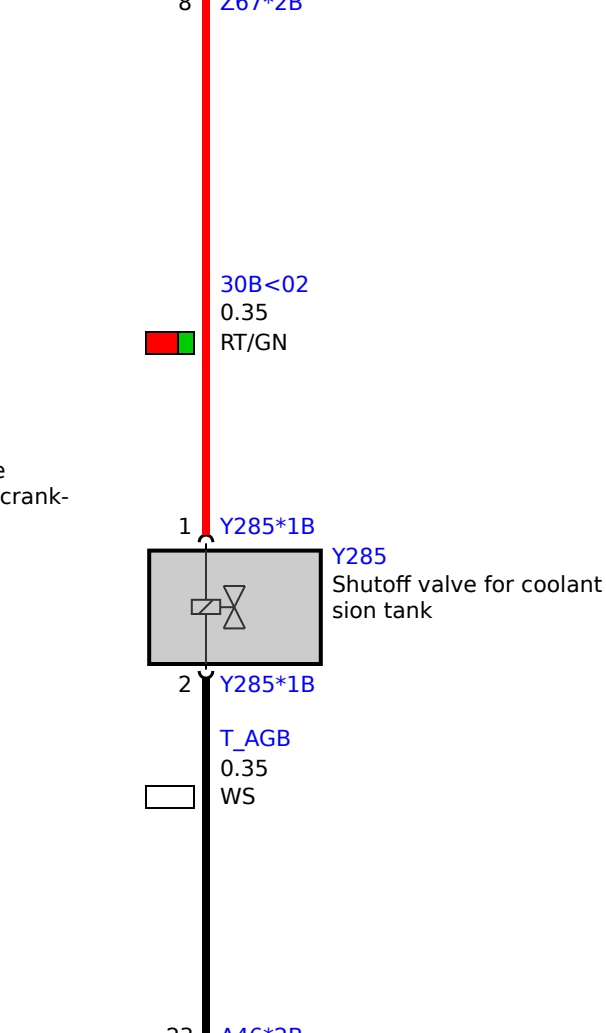 8 Z67*2B
30B<02
0.35
RT/GN
crank-
1 Y285*1B
Y285
Shutoff valve for coolant
sion tank
2 Y285*1B
T_AGB
0.35
WS